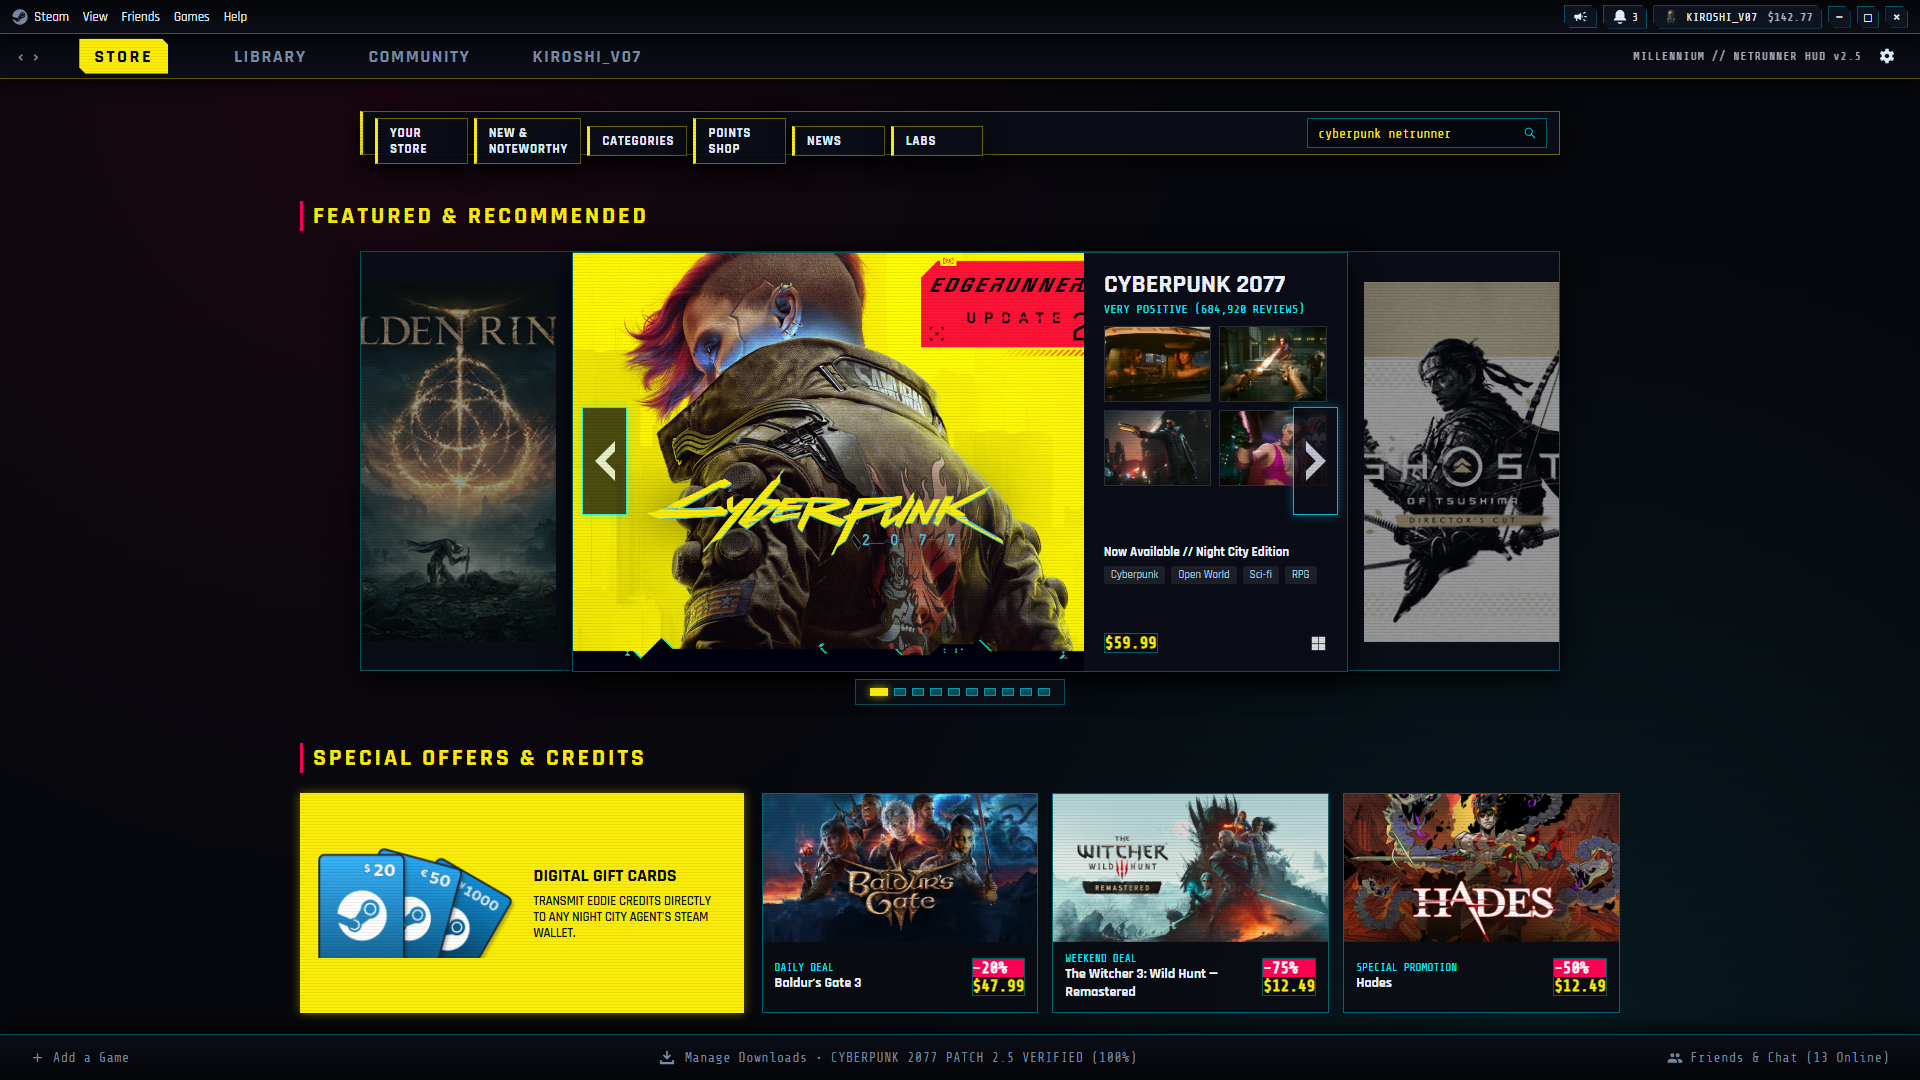 Steam View Friends Games Help
3
KIROSHI_V07 $142.77
STORE LIBRARY COMMUNITY KIROSHI_V07
MILLENNIUM // NETRUNNER HUD v2.5
YOUR
STORE
NEW &
NOTEWORTHY
CATEGORIES
POINTS
SHOP
NEWS
LABS
cyberpunk netrunner
FEATURED & RECOMMENDED
LDEN RIN
EDGERUNNER
UPDATE 2
SAMURAI
Cyberpunk
2077
CYBERPUNK 2077
VERY POSITIVE (684,920 REVIEWS)
Now Available // Night City Edition
Cyberpunk Open World Sci-fi RPG
$59.99
GHOST
OF TSUSHIMA
DIRECTOR'S CUT
SPECIAL OFFERS & CREDITS
$20
€50
¥1000
DIGITAL GIFT CARDS
TRANSMIT EDDIE CREDITS DIRECTLY
TO ANY NIGHT CITY AGENT'S STEAM
WALLET.
BALDUR'S
GATE
DAILY DEAL
Baldur's Gate 3
-20%
$47.99
THE
WITCHER
WILD HUNT
REMASTERED
WEEKEND DEAL
The Witcher 3: Wild Hunt —
Remastered
-75%
$12.49
HADES
SPECIAL PROMOTION
Hades
-50%
$12.49
Add a Game
Manage Downloads · CYBERPUNK 2077 PATCH 2.5 VERIFIED (100%)
Friends & Chat (13 Online)